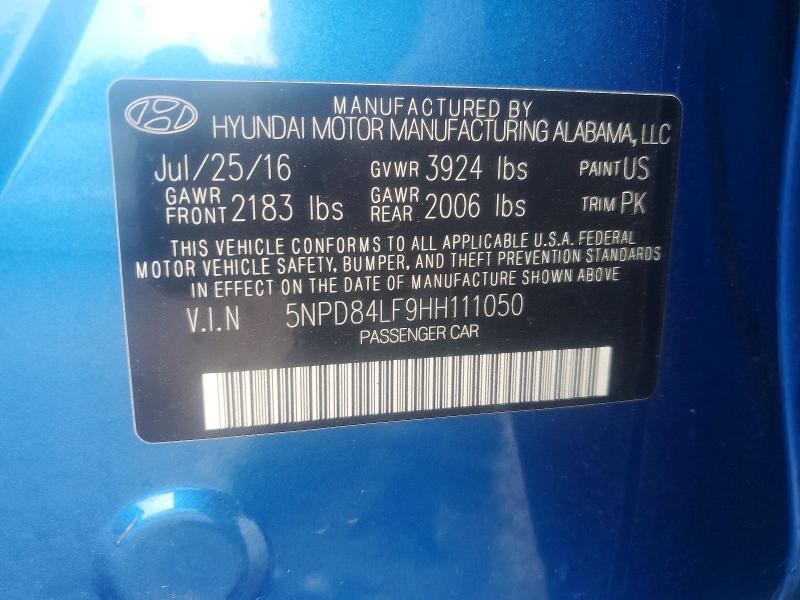 MANUFACTURED BY
HYUNDAI MOTOR MANUFACTURING ALABAMA, LLC
Jul/25/16 GVWR 3924 lbs PAINT US
GAWR FRONT 2183 lbs GAWR REAR 2006 lbs TRIM PK
THIS VEHICLE CONFORMS TO ALL APPLICABLE U.S.A. FEDERAL
MOTOR VEHICLE SAFETY, BUMPER, AND THEFT PREVENTION STANDARDS
IN EFFECT ON THE DATE OF MANUFACTURE SHOWN ABOVE
V.I.N 5NPD84LF9HH111050
PASSENGER CAR